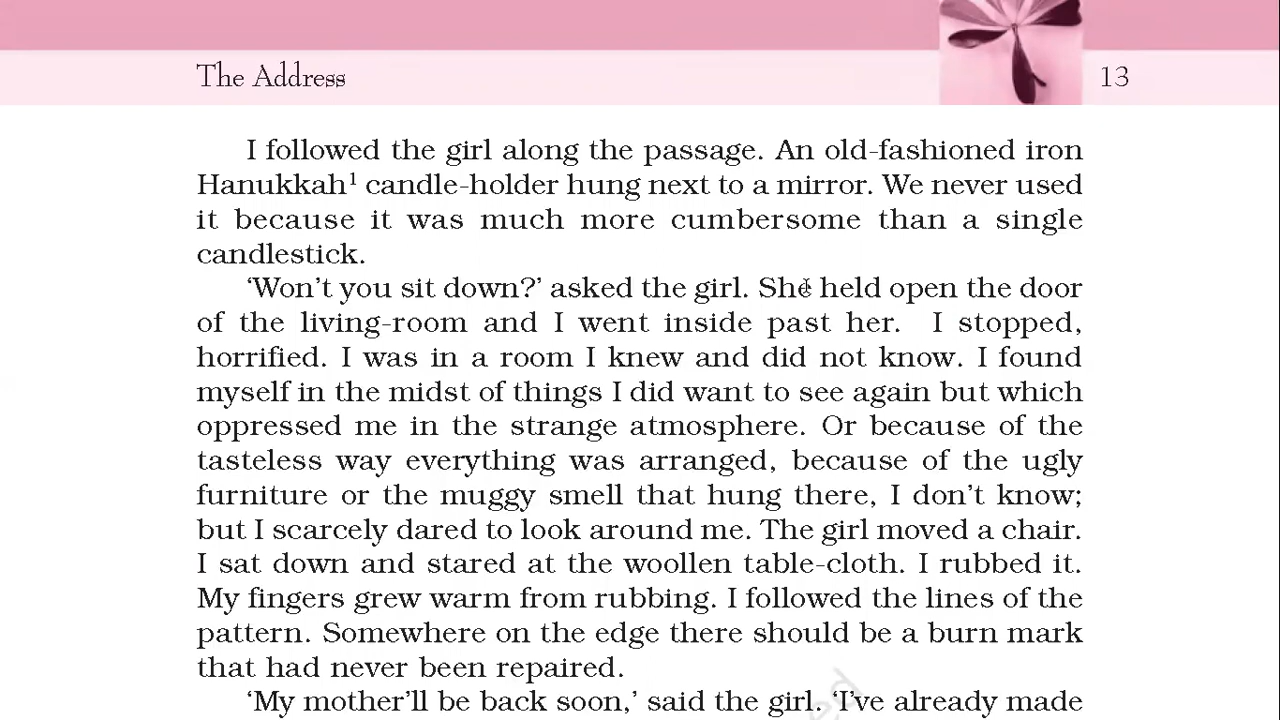 The Address
13
I followed the girl along the passage. An old-fashioned iron
Hanukkah¹ candle-holder hung next to a mirror. We never used
it because it was much more cumbersome than a single
candlestick.
‘Won’t you sit down?’ asked the girl. She held open the door
of the living-room and I went inside past her. I stopped,
horrified. I was in a room I knew and did not know. I found
myself in the midst of things I did want to see again but which
oppressed me in the strange atmosphere. Or because of the
tasteless way everything was arranged, because of the ugly
furniture or the muggy smell that hung there, I don’t know;
but I scarcely dared to look around me. The girl moved a chair.
I sat down and stared at the woollen table-cloth. I rubbed it.
My fingers grew warm from rubbing. I followed the lines of the
pattern. Somewhere on the edge there should be a burn mark
that had never been repaired.
‘My mother’ll be back soon,’ said the girl. ‘I’ve already made